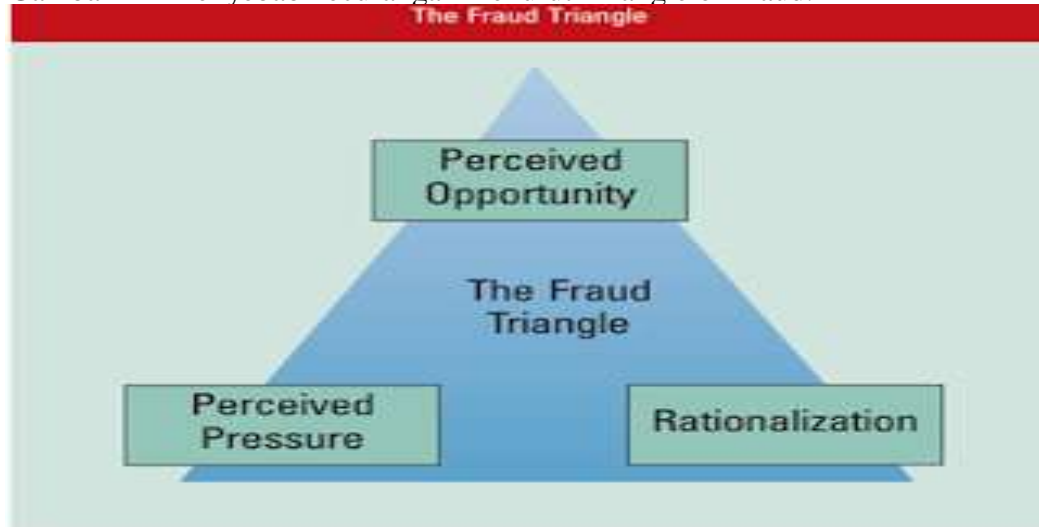 The Fraud Triangle
Perceived
Opportunity
The Fraud
Triangle
Perceived
Pressure
Rationalization